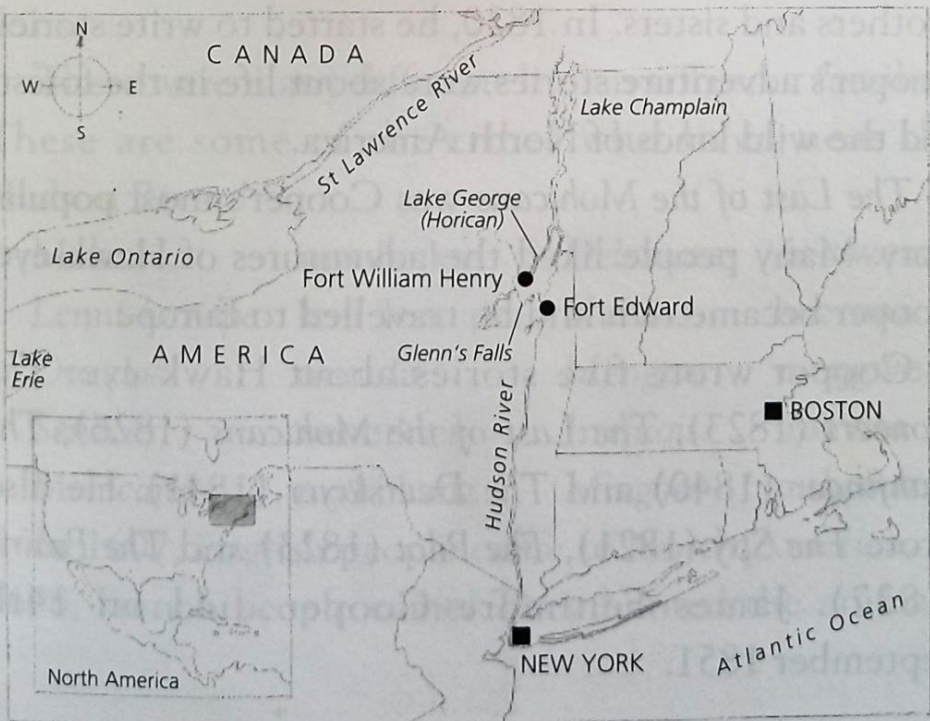 N
CANADA
W
E
S
St Lawrence River
Lake Champlain
Lake George
(Horican)
Lake Ontario
Fort William Henry
Fort Edward
Glenn's Falls
AMERICA
Lake
Erie
BOSTON
Hudson River
NEW YORK
Atlantic Ocean
North America